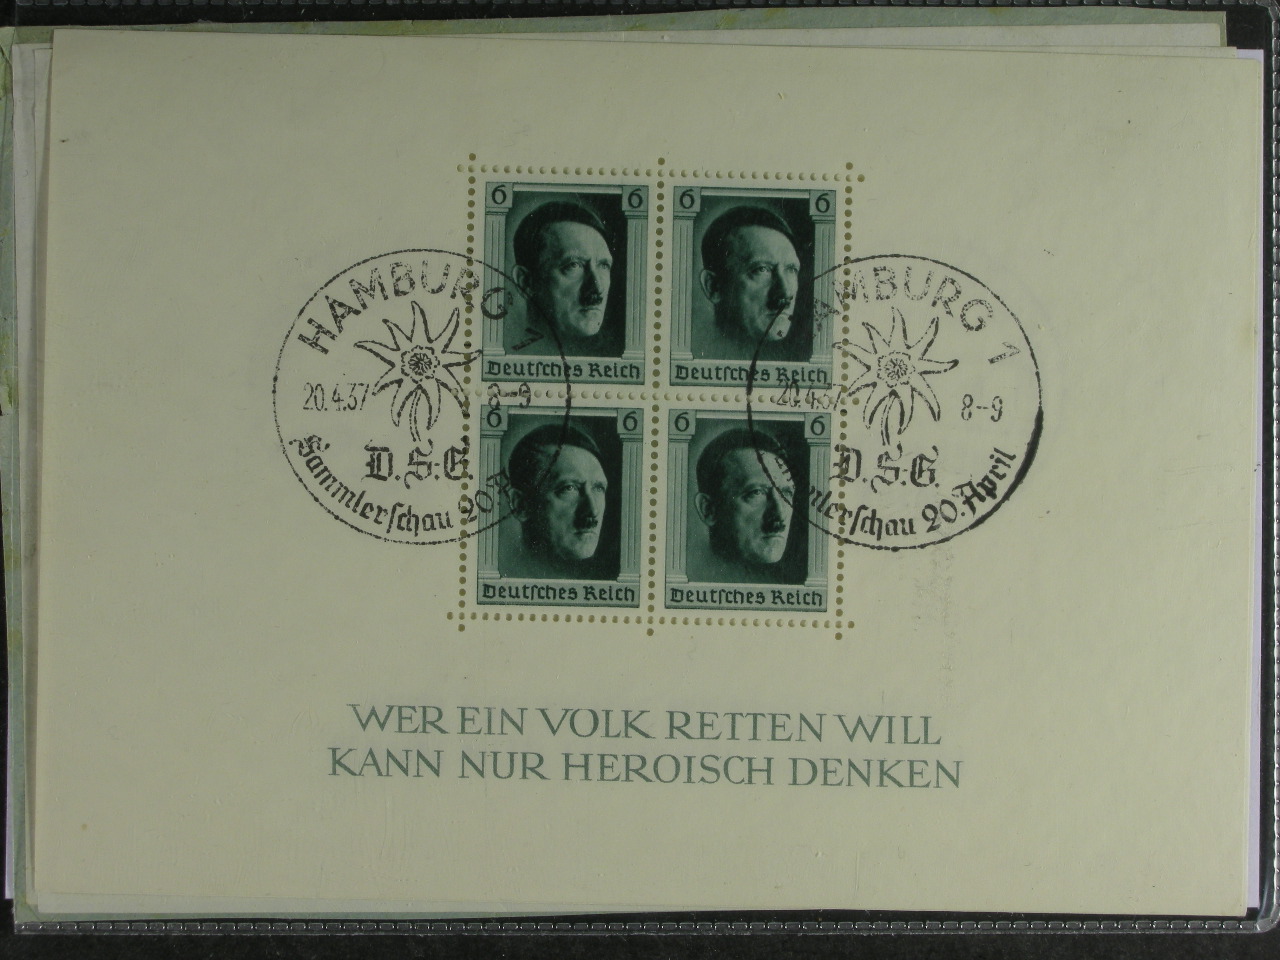 6 6 6 6
Deutsches Reich Deutsches Reich
6 6 6 6
Deutsches Reich Deutsches Reich
HAMBURG 1
20.4.37 8-9
D.S.G.
Sammlerschau 20.
AMBURG 1
20.4.37 8-9
D.S.G.
mlerschau 20. April
WER EIN VOLK RETTEN WILL
KANN NUR HEROISCH DENKEN